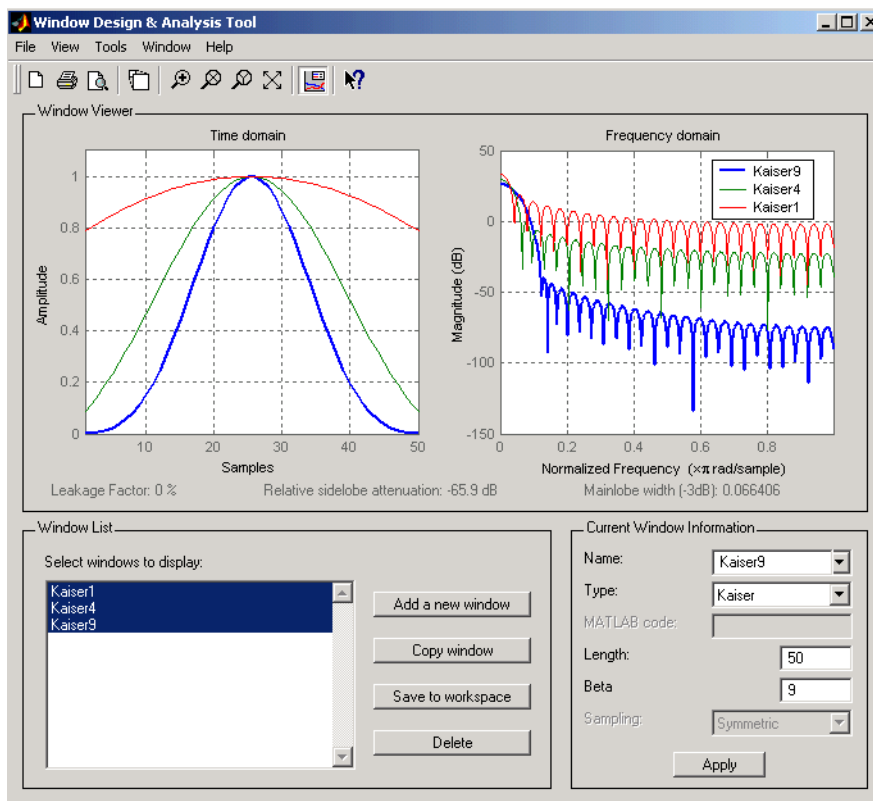 Window Design & Analysis Tool
File View Tools Window Help
Window Viewer
Time domain
Frequency domain
1
0.8
0.6
0.4
0.2
0
Amplitude
10 20 30 40 50
Samples
50
0
-50
-100
-150
Magnitude (dB)
Kaiser9
Kaiser4
Kaiser1
0 0.2 0.4 0.6 0.8
Normalized Frequency (×π rad/sample)
Leakage Factor: 0 % Relative sidelobe attenuation: -65.9 dB Mainlobe width (-3dB): 0.066406
Window List
Select windows to display:
Kaiser1
Kaiser4
Kaiser9
Add a new window
Copy window
Save to workspace
Delete
Current Window Information
Name: Kaiser9
Type: Kaiser
MATLAB code:
Length: 50
Beta 9
Sampling: Symmetric
Apply